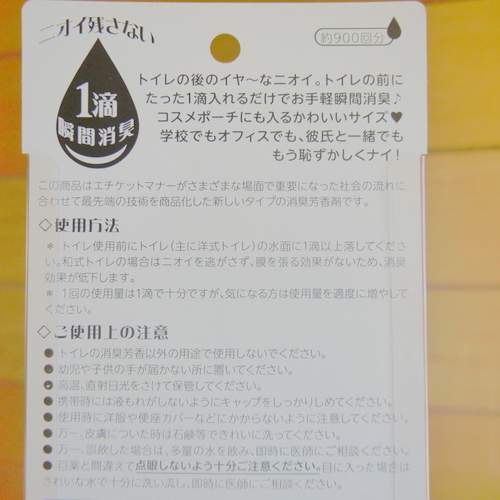 ニオイ残さない
約900回分
1滴
瞬間消臭
トイレの後のイヤ〜なニオイ。トイレの前に
たった1滴入れるだけでお手軽瞬間消臭♪
コスメポーチにも入るかわいいサイズ♥
学校でもオフィスでも、彼氏と一緒でも
もう恥ずかしくナイ！
この商品はエチケットマナーがさまざまな場面で重要になった社会の流れに
合わせて最先端の技術を商品化した新しいタイプの消臭芳香剤です。
◇使用方法
＊ トイレ使用前にトイレ（主に洋式トイレ）の水面に1滴以上落してくださ
い。和式トイレの場合はニオイを逃がさず、膜を張る効果がないため、消臭
効果が低下します。
＊ 1回の使用量は1滴で十分ですが、気になる方は使用量を適度に増やして
ください。
◇ご使用上の注意
● トイレの消臭芳香以外の用途で使用しないでください。
● 幼児や子供の手が届かない所に置いてください。
● 高温、直射日光をさけて保管してください。
● 携帯時には液もれがしないようにキャップをしっかりしめてください。
● 使用時に洋服や便座カバーなどにかからないように注意してください。
● 万一、皮膚についた時は石鹸等できれいに洗ってください。
● 万一、誤飲した場合は、多量の水を飲み、即時に医師にご相談ください。
● 目薬と間違えて点眼しないよう十分ご注意ください。目に入った場合は
きれいな水で十分に洗い流し、即時に医師にご相談ください。